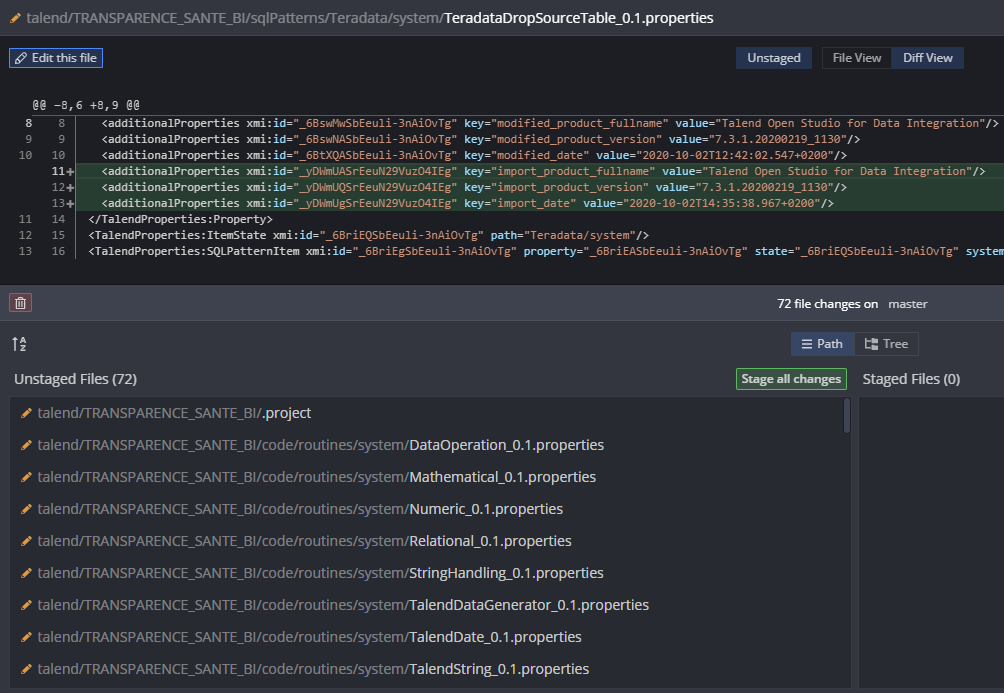 talend/TRANSPARENCE_SANTE_BI/sqlPatterns/Teradata/system/TeradataDropSourceTable_0.1.properties
Edit this file
Unstaged
File View
Diff View
@@ -8,6 +8,9 @@
8 8 <additionalProperties xmi:id="_6BswMwSbEeuli-3nAiOvTg" key="modified_product_fullname" value="Talend Open Studio for Data Integration"/>
9 9 <additionalProperties xmi:id="_6BswNASbEeuli-3nAiOvTg" key="modified_product_version" value="7.3.1.20200219_1130"/>
10 10 <additionalProperties xmi:id="_6BtXQASbEeuli-3nAiOvTg" key="modified_date" value="2020-10-02T12:42:02.547+0200"/>
11+ <additionalProperties xmi:id="_yDWmUASrEeuN29VuzO4IEg" key="import_product_fullname" value="Talend Open Studio for Data Integration"/>
12+ <additionalProperties xmi:id="_yDWmUQSrEeuN29VuzO4IEg" key="import_product_version" value="7.3.1.20200219_1130"/>
13+ <additionalProperties xmi:id="_yDWmUgSrEeuN29VuzO4IEg" key="import_date" value="2020-10-02T14:35:38.967+0200"/>
11 14 </TalendProperties:Property>
12 15 <TalendProperties:ItemState xmi:id="_6BriEQSbEeuli-3nAiOvTg" path="Teradata/system"/>
13 16 <TalendProperties:SQLPatternItem xmi:id="_6BriEgSbEeuli-3nAiOvTg" property="_6BriEASbEeuli-3nAiOvTg" state="_6BriEQSbEeuli-3nAiOvTg" system
72 file changes on master
Path
Tree
Unstaged Files (72)
Stage all changes
Staged Files (0)
talend/TRANSPARENCE_SANTE_BI/.project
talend/TRANSPARENCE_SANTE_BI/code/routines/system/DataOperation_0.1.properties
talend/TRANSPARENCE_SANTE_BI/code/routines/system/Mathematical_0.1.properties
talend/TRANSPARENCE_SANTE_BI/code/routines/system/Numeric_0.1.properties
talend/TRANSPARENCE_SANTE_BI/code/routines/system/Relational_0.1.properties
talend/TRANSPARENCE_SANTE_BI/code/routines/system/StringHandling_0.1.properties
talend/TRANSPARENCE_SANTE_BI/code/routines/system/TalendDataGenerator_0.1.properties
talend/TRANSPARENCE_SANTE_BI/code/routines/system/TalendDate_0.1.properties
talend/TRANSPARENCE_SANTE_BI/code/routines/system/TalendString_0.1.properties